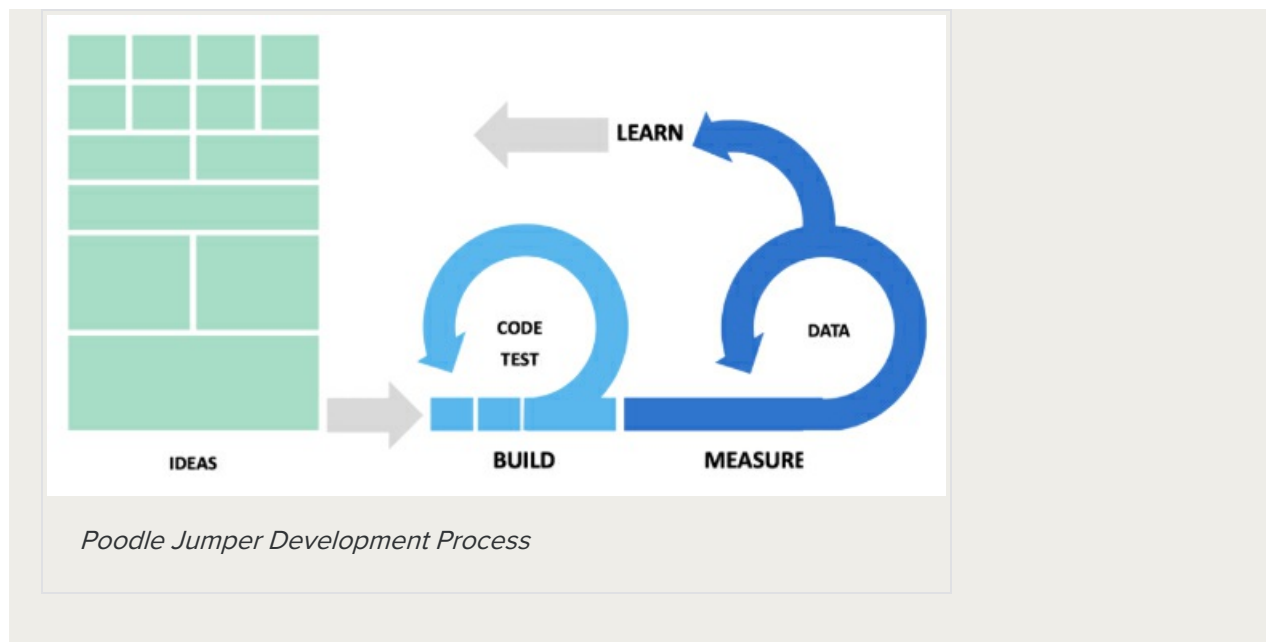 LEARN
CODE
TEST
DATA
IDEAS
BUILD
MEASURE
Poodle Jumper Development Process